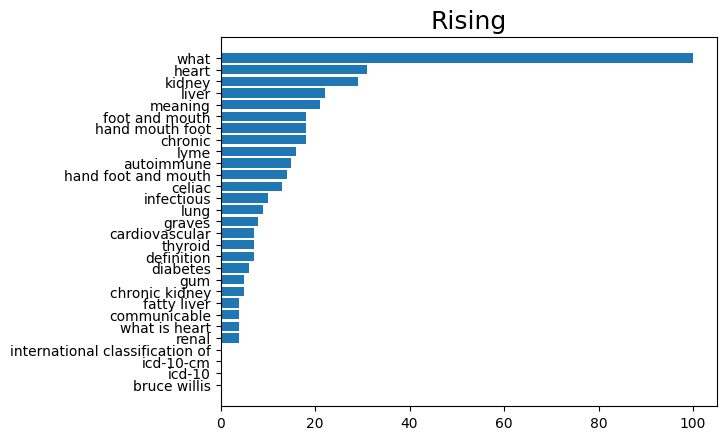 Rising
what
heart
kidney
liver
meaning
foot and mouth
hand mouth foot
chronic
lyme
autoimmune
hand foot and mouth
celiac
infectious
lung
graves
cardiovascular
thyroid
definition
diabetes
gum
chronic kidney
fatty liver
communicable
what is heart
renal
international classification of
icd-10-cm
icd-10
bruce willis
0 20 40 60 80 100